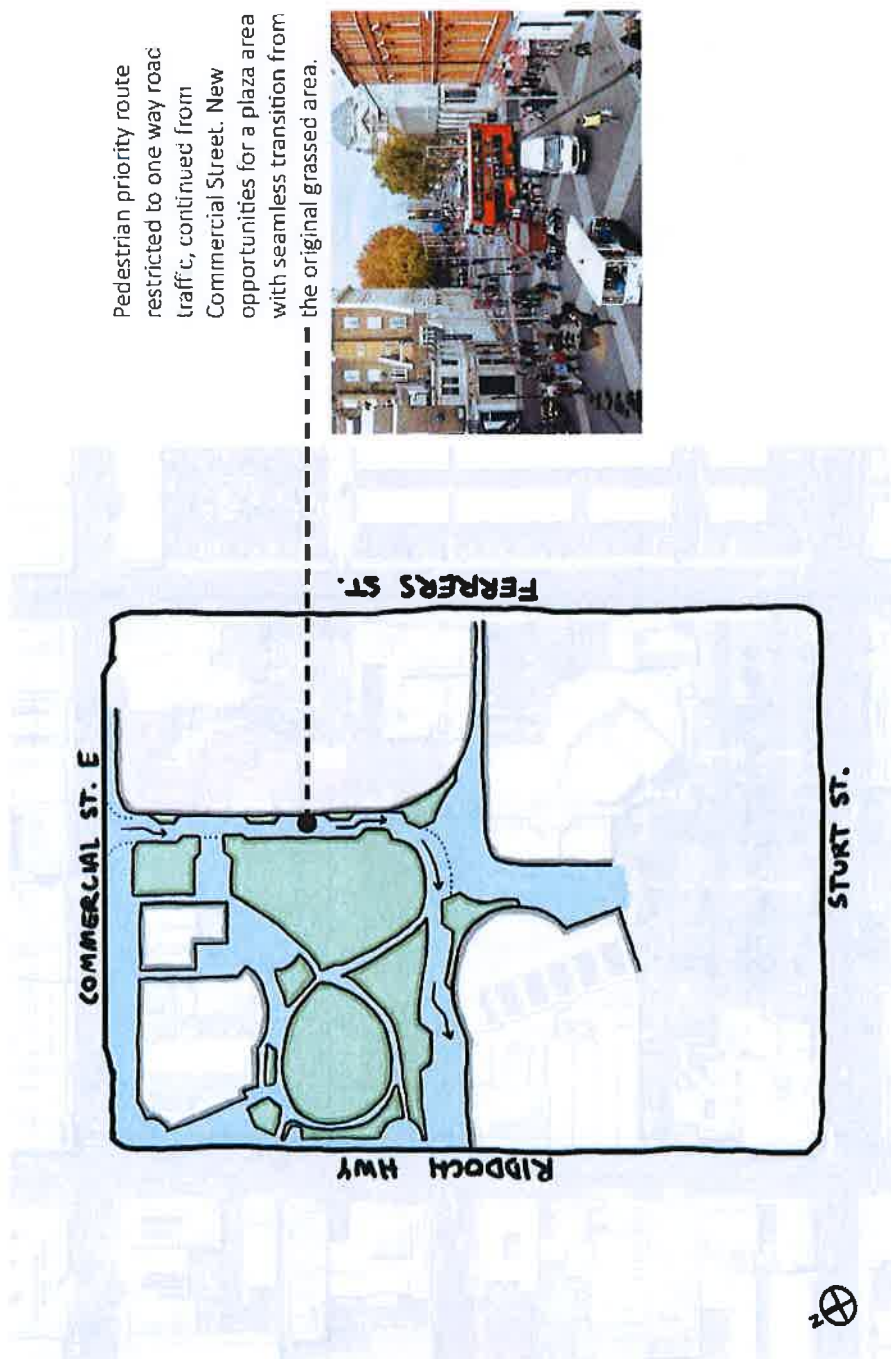 Pedestrian priority route
restricted to one way road
traffic, continued from
Commercial Street. New
opportunities for a plaza area
with seamless transition from
the original grassed area.
COMMERCIAL ST. E
FERRERS ST.
RIDDOCH HWY
STURT ST.
N